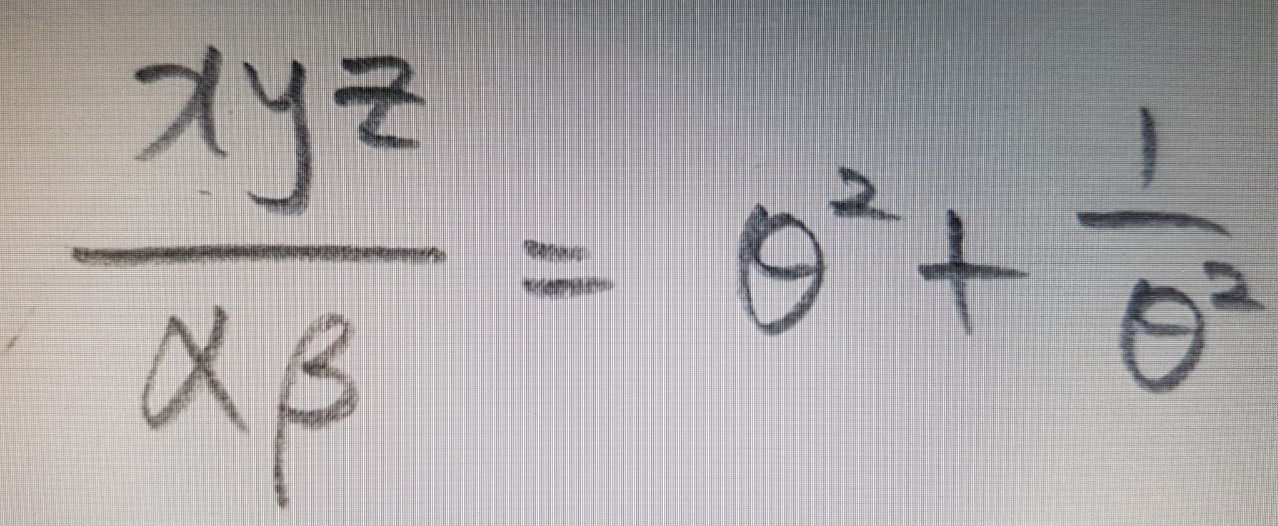 xyz/αβ = θ² + 1/θ²